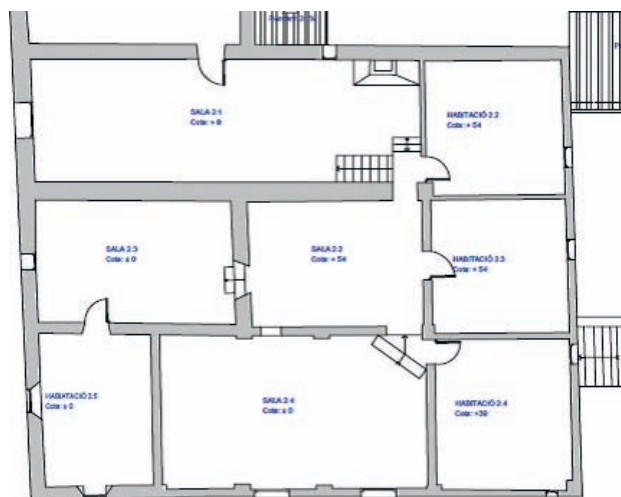 SALA 2.1
Cota: + 9
HABITACIÓ 2.2
Cota: + 54
SALA 2.3
Cota: ± 0
SALA 2.2
Cota: + 54
HABITACIÓ 2.3
Cota: + 54
HABIATACIÓ 2.5
Cota: ± 0
SALA 2.4
Cota: ± 0
HABITACIÓ 2.4
Cota: +39